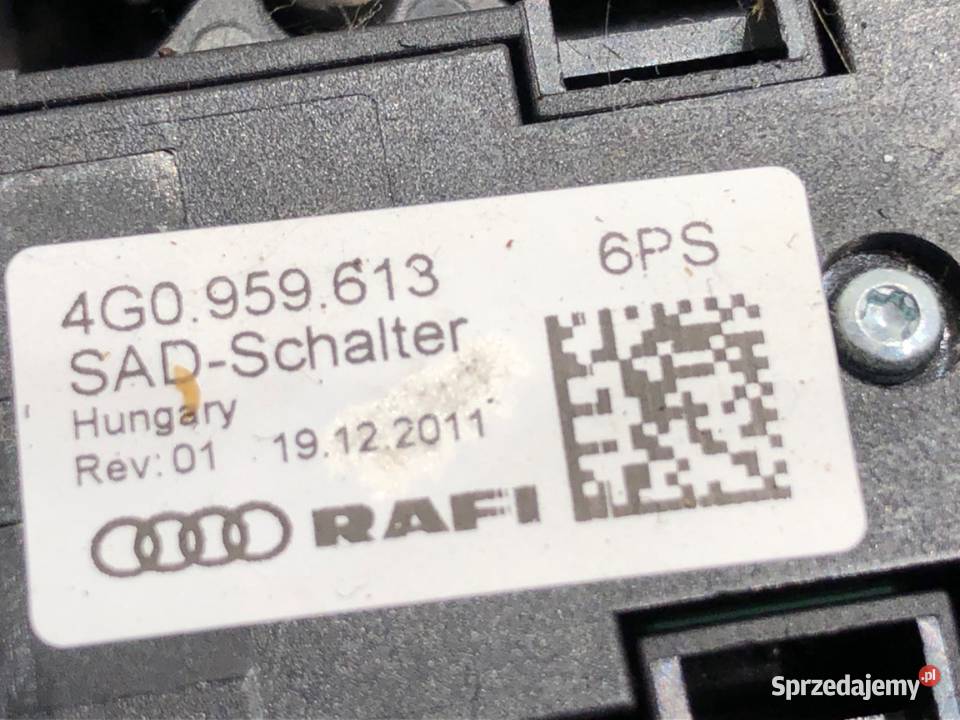 4G0.959.613
6PS
SAD-Schalter
Hungary
Rev: 01 19.12.2011
RAFI
Sprzedajemy.pl